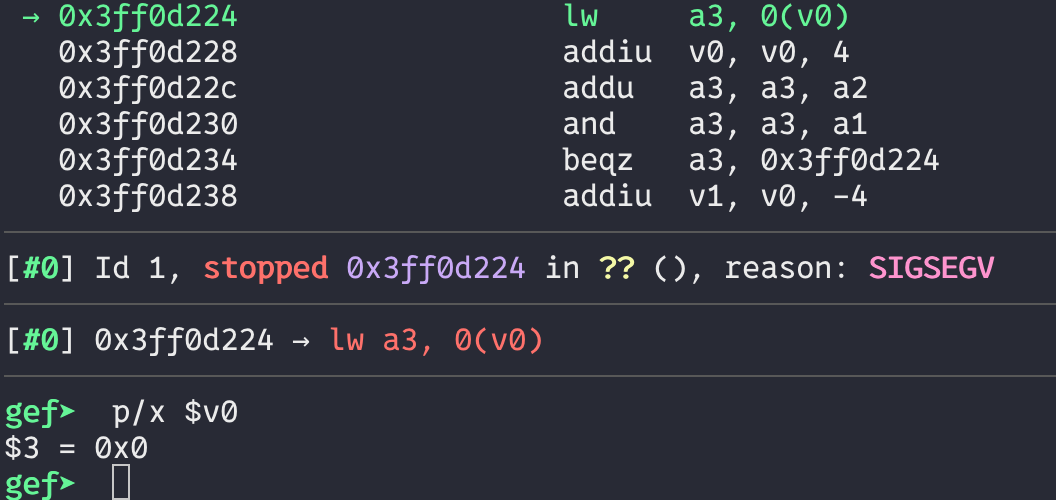 → 0x3ff0d224 lw a3, 0(v0)
0x3ff0d228 addiu v0, v0, 4
0x3ff0d22c addu a3, a3, a2
0x3ff0d230 and a3, a3, a1
0x3ff0d234 beqz a3, 0x3ff0d224
0x3ff0d238 addiu v1, v0, -4
[#0] Id 1, stopped 0x3ff0d224 in ?? (), reason: SIGSEGV
[#0] 0x3ff0d224 → lw a3, 0(v0)
gef➤ p/x $v0
$3 = 0x0
gef➤